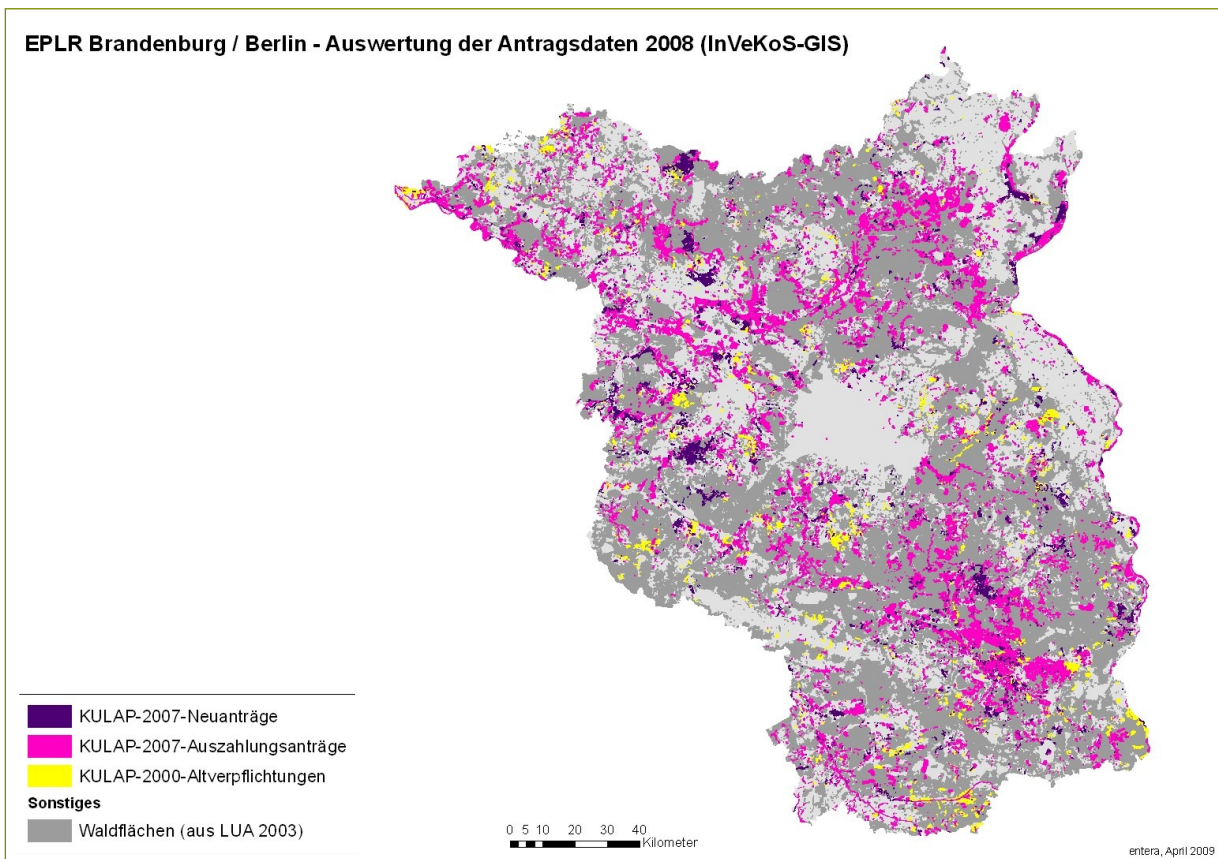 EPLR Brandenburg / Berlin - Auswertung der Antragsdaten 2008 (InVeKoS-GIS)
KULAP-2007-Neuanträge
KULAP-2007-Auszahlungsanträge
KULAP-2000-Altverpflichtungen
Sonstiges
Waldflächen (aus LUA 2003)
0 5 10 20 30 40
Kilometer
entera, April 2009